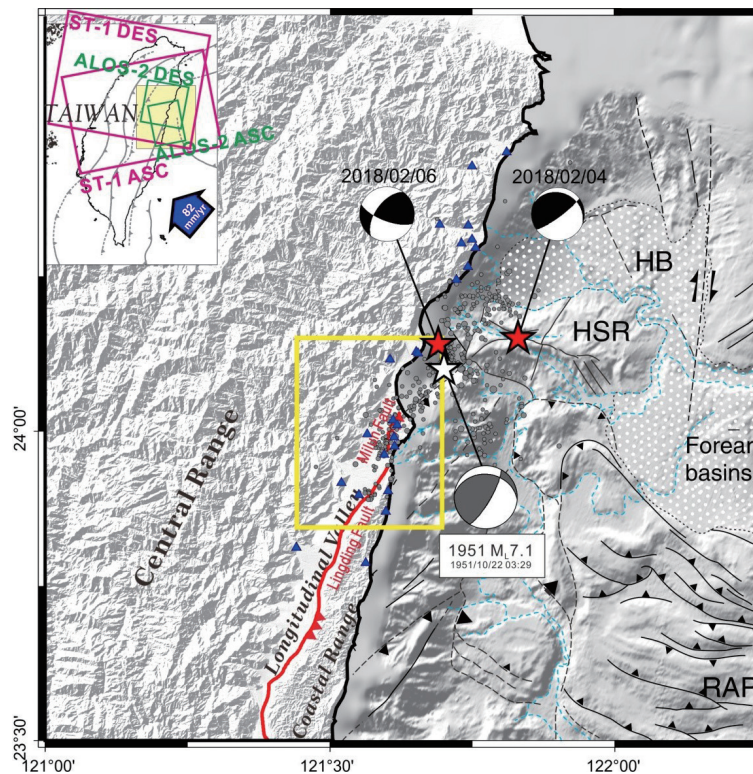 ST-1 DES
ALOS-2 DES
TAIWAN
ALOS-2 ASC
ST-1 ASC
82
mm/yr
2018/02/06
2018/02/04
HB
HSR
24°00'
Milun Fault
Forear
basins
Central Range
Longitudinal Valley
Lingding Fault
Coastal Range
1951 ML7.1
1951/10/22 03:29
RAP
23°30'
121°00'
121°30'
122°00'